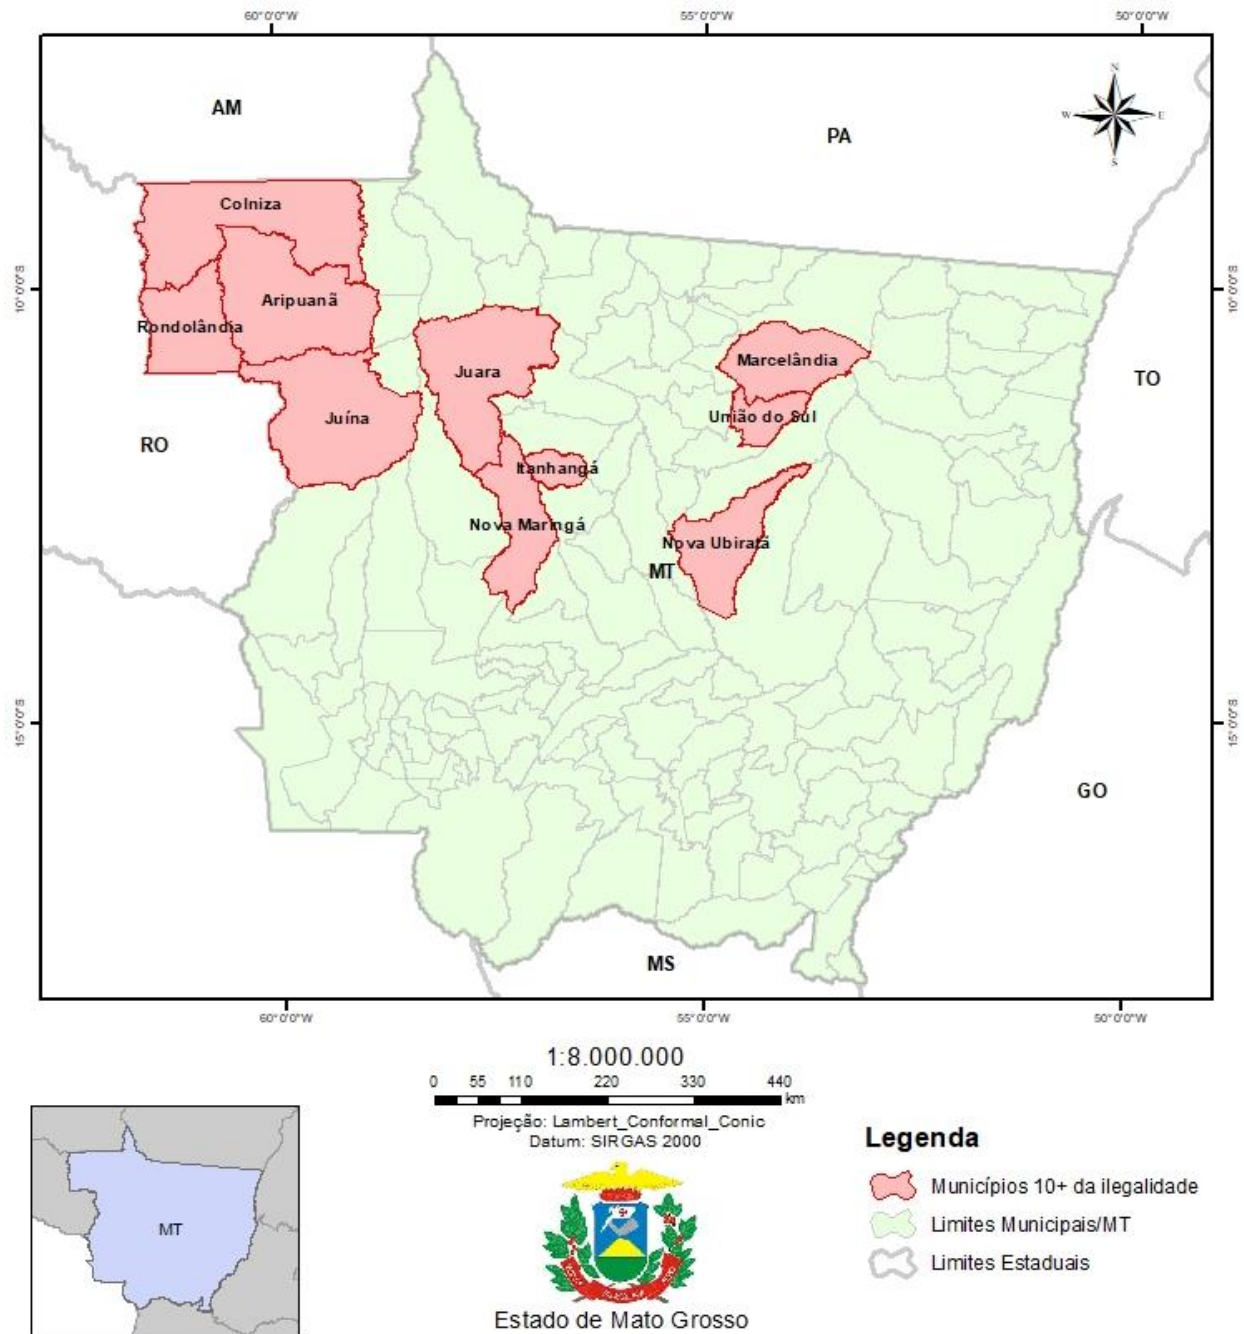 60°0'0"W 55°0'0"W 50°0'0"W
N
W E
S
AM
PA
Colniza
10°0'0"S 10°0'0"S
Aripuanã
Rondolândia
Marcelândia
Juara
TO
União do Sul
Juína
RO
Itanhangá
Nova Maringá
Nova Ubiratã
MT
15°0'0"S 15°0'0"S
GO
MS
60°0'0"W 55°0'0"W 50°0'0"W
1:8.000.000
0 55 110 220 330 440
km
Projeção: Lambert_Conformal_Conic
Datum: SIRGAS 2000
Legenda
Municípios 10+ da ilegalidade
Limites Municipais/MT
Limites Estaduais
MT
Estado de Mato Grosso